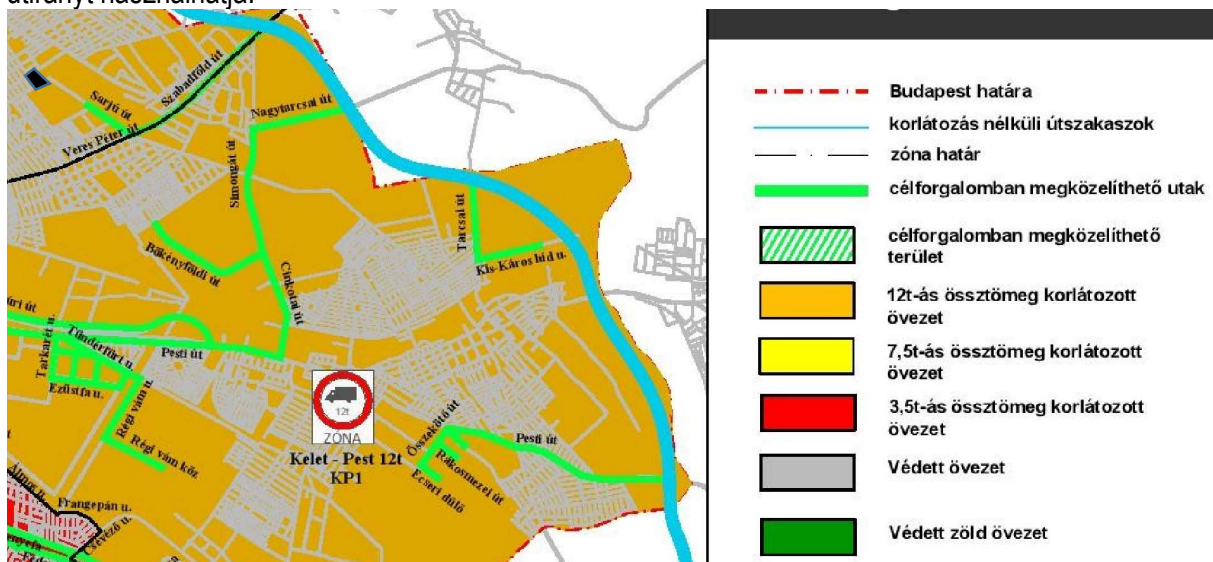 útirányt használhatja.
Szabadföld út
Sarjú út
Veres Péter út
Nagytarcsai út
Simongát út
Tarcsai út
Bökényföldi út
Kis-Káros híd u.
Cinkotai út
Tündérfürt u.
Tarkarét u.
Pesti út
Ezüstfa u.
Régi vám u.
Régi vám köz
12t
ZÓNA
Kelet - Pest 12t
KP1
Összekötő út
Pesti út
Rákosmezei út
Ecseri dűlő
Álmos u.
Frangepán u.
Csévéző u.
Budapest határa
korlátozás nélküli útszakaszok
zóna határ
célforgalomban megközelíthető utak
célforgalomban megközelíthető
terület
12t-ás össztömeg korlátozott
övezet
7,5t-ás össztömeg korlátozott
övezet
3,5t-ás össztömeg korlátozott
övezet
Védett övezet
Védett zöld övezet